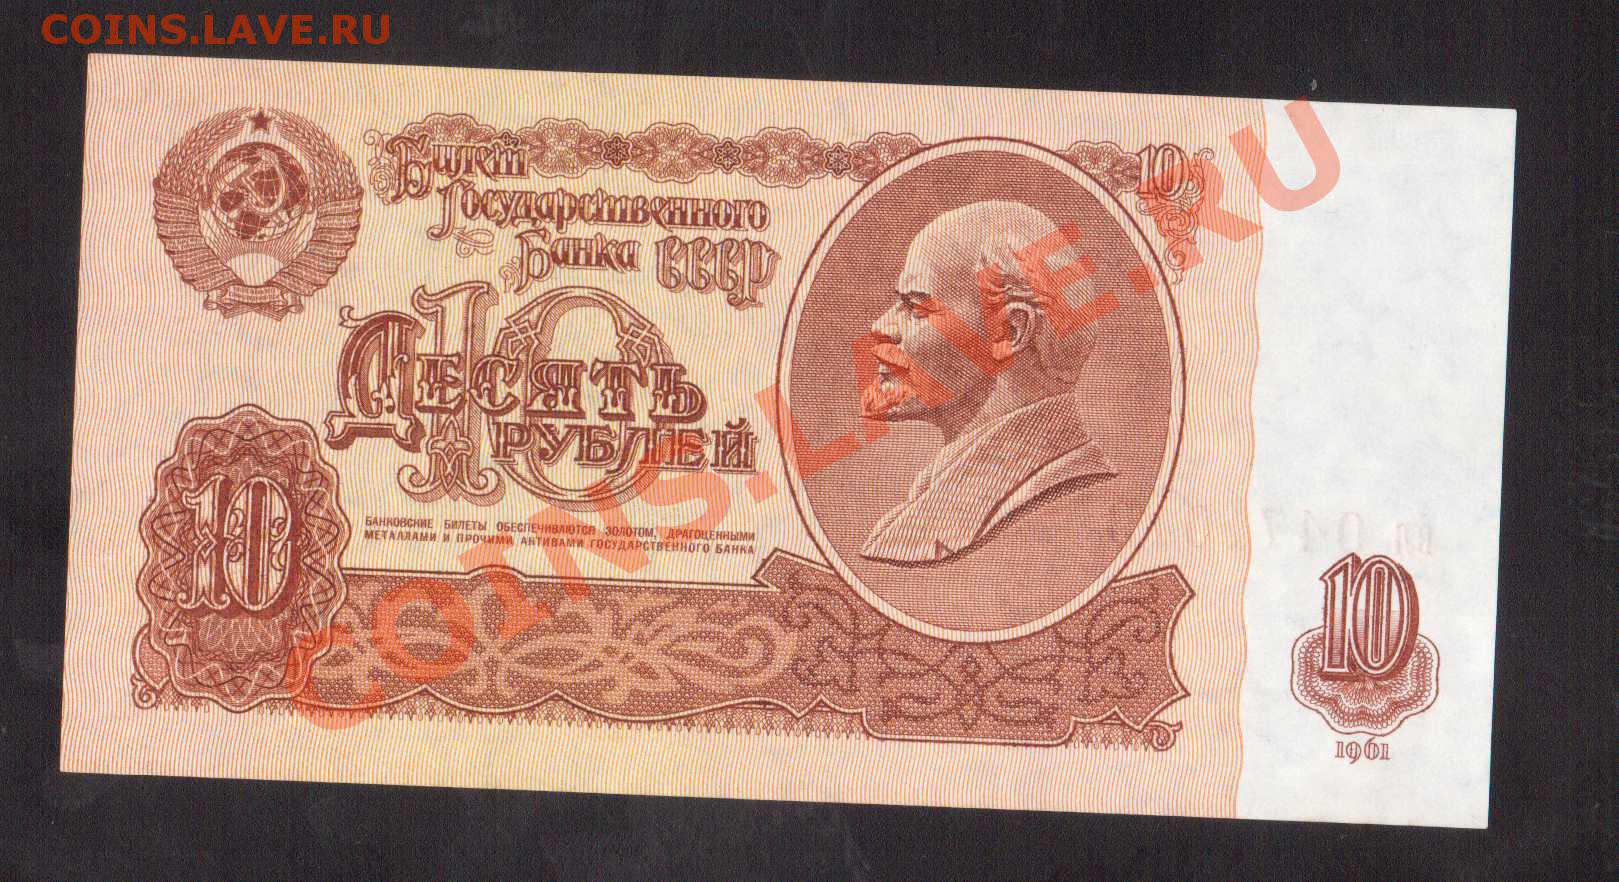 COINS.LAVE.RU
Билет
Государственного
Банка СССР
10
10
Десять
рублей
10
БАНКОВСКИЕ БИЛЕТЫ ОБЕСПЕЧИВАЮТСЯ ЗОЛОТОМ, ДРАГОЦЕННЫМИ
МЕТАЛЛАМИ И ПРОЧИМИ АКТИВАМИ ГОСУДАРСТВЕННОГО БАНКА
COINS.LAVE.RU
10
1961